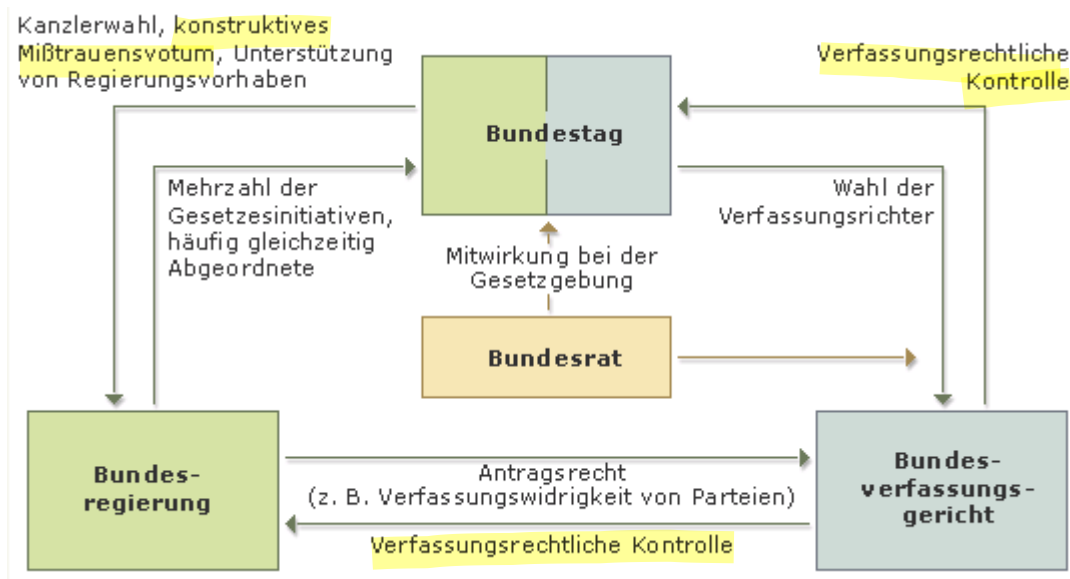 Kanzlerwahl, konstruktives
Mißtrauensvotum, Unterstützung
von Regierungsvorhaben
Verfassungsrechtliche
Kontrolle
Bundestag
Mehrzahl der
Gesetzesinitiativen,
häufig gleichzeitig
Abgeordnete
Wahl der
Verfassungsrichter
Mitwirkung bei der
Gesetzgebung
Bundesrat
Bundes-
regierung
Antragsrecht
(z. B. Verfassungswidrigkeit von Parteien)
Bundes-
verfassungs-
gericht
Verfassungsrechtliche Kontrolle